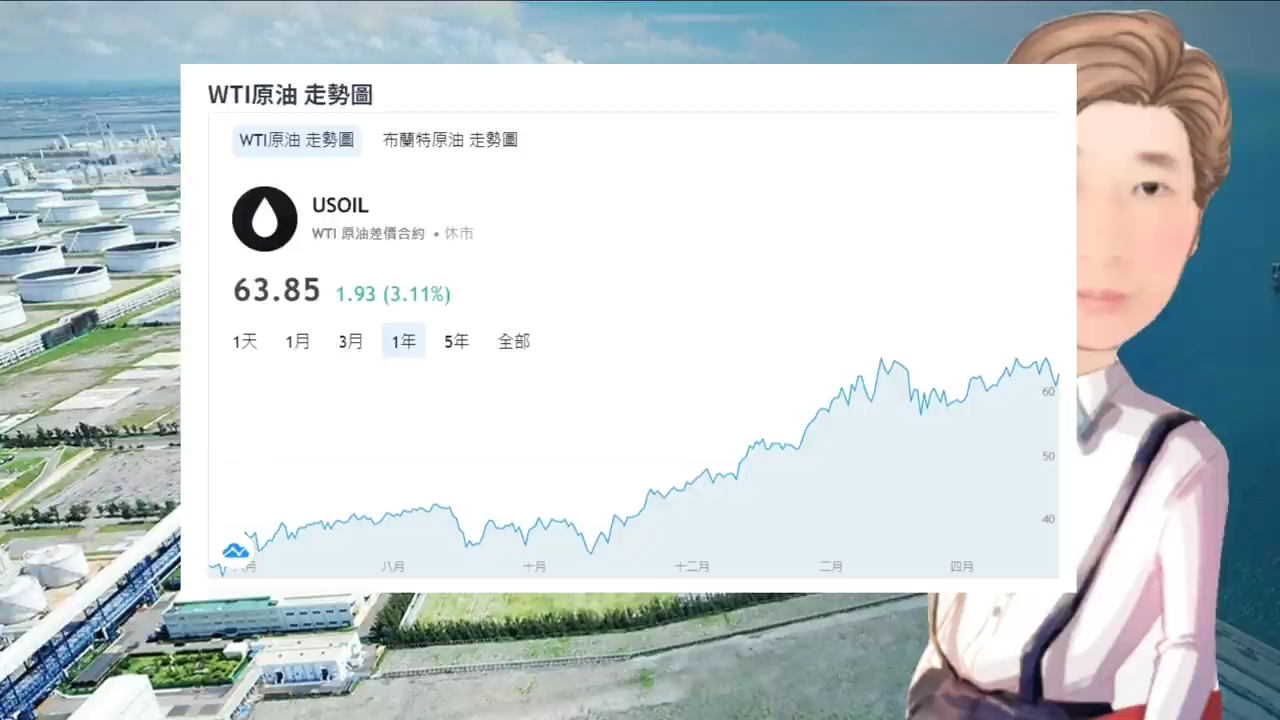 WTI原油 走勢圖
WTI原油 走勢圖 布蘭特原油 走勢圖
USOIL
WTI 原油差價合約 • 休市
63.85 1.93 (3.11%)
1天 1月 3月 1年 5年 全部
60
50
40
八月 十月 十二月 二月 四月